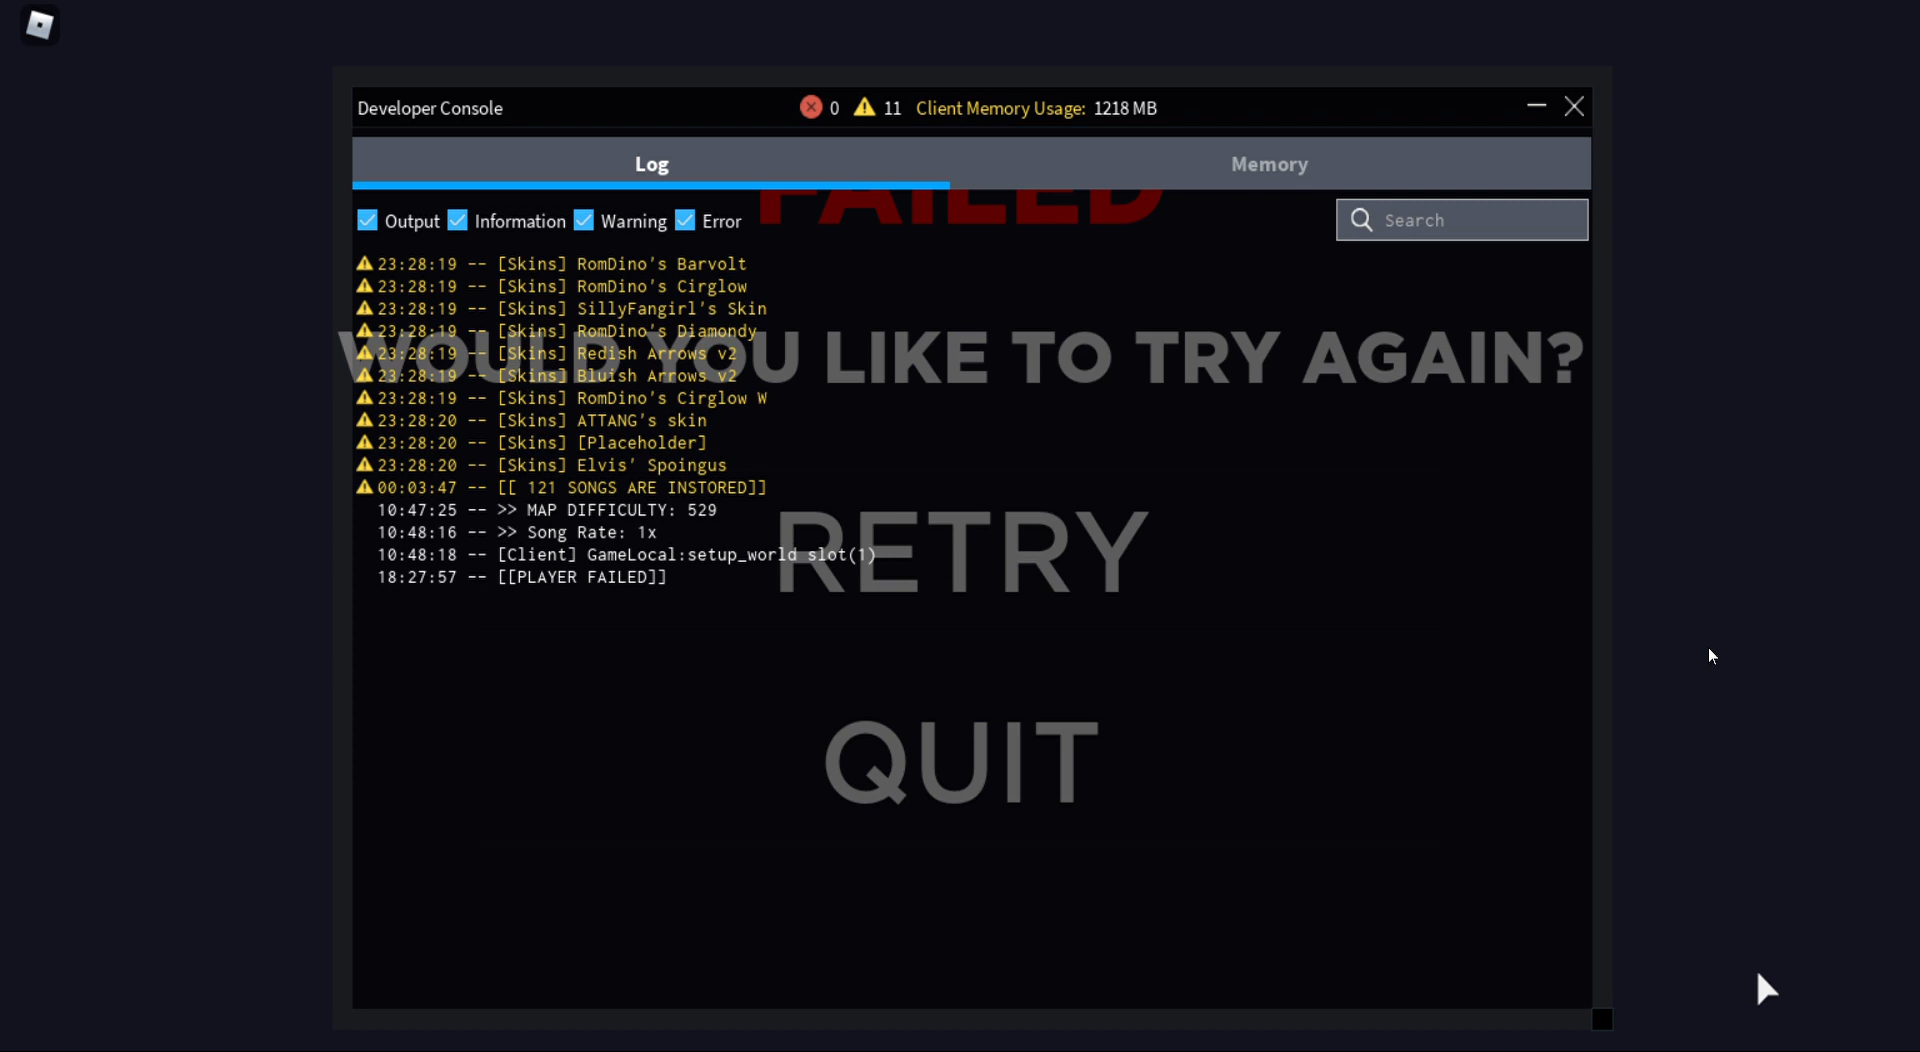 Developer Console 0 11 Client Memory Usage: 1218 MB
Log Memory
FAILED
Output Information Warning Error Search
23:28:19 -- [Skins] RomDino's Barvolt
23:28:19 -- [Skins] RomDino's Cirglow
23:28:19 -- [Skins] SillyFangirl's Skin
23:28:19 -- [Skins] RomDino's Diamondy
WOULD YOU LIKE TO TRY AGAIN?
23:28:19 -- [Skins] Redish Arrows v2
23:28:19 -- [Skins] Bluish Arrows v2
23:28:19 -- [Skins] RomDino's Cirglow W
23:28:20 -- [Skins] ATTANG's skin
23:28:20 -- [Skins] [Placeholder]
23:28:20 -- [Skins] Elvis' Spoingus
00:03:47 -- [[ 121 SONGS ARE INSTORED]]
10:47:25 -- >> MAP DIFFICULTY: 529
10:48:16 -- >> Song Rate: 1x
10:48:18 -- [Client] GameLocal:setup_world slot(1)
18:27:57 -- [[PLAYER FAILED]]
RETRY
QUIT